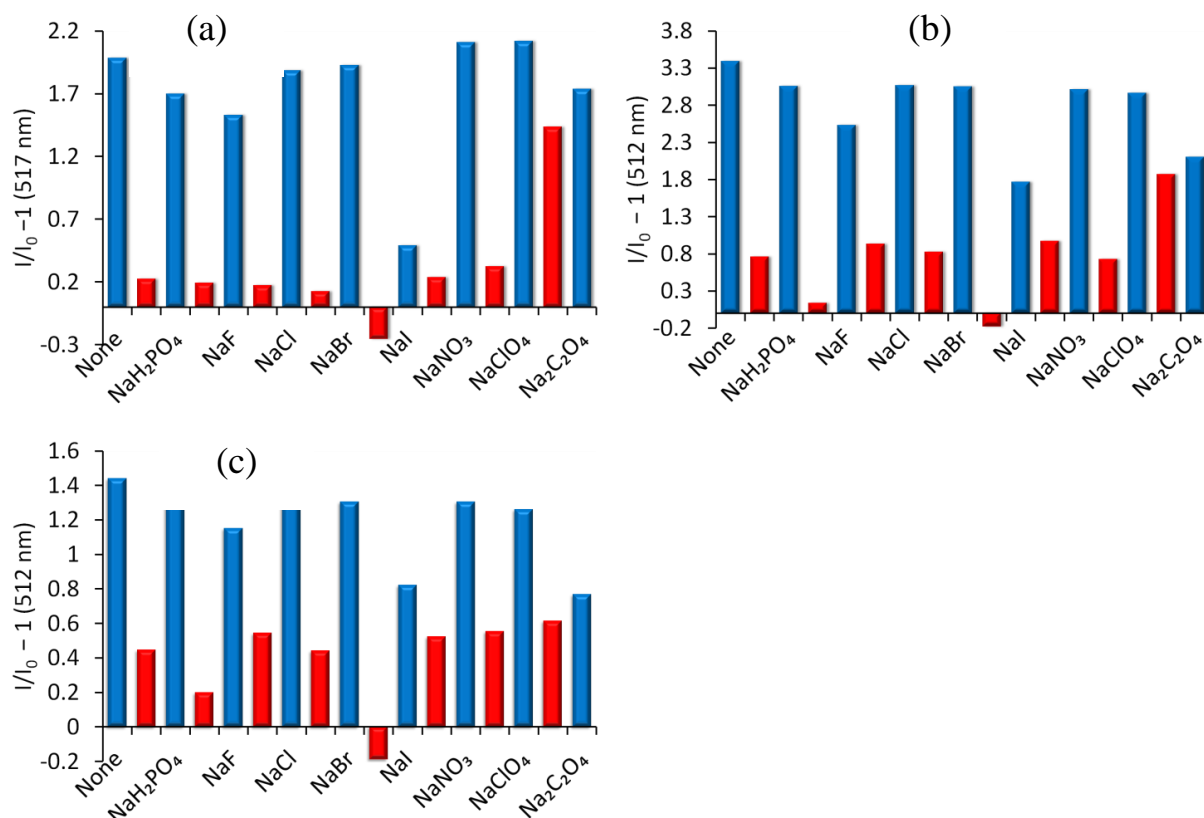 (a)
I/I₀ –1 (517 nm)
2.2
1.7
1.2
0.7
0.2
-0.3
None
NaH₂PO₄
NaF
NaCl
NaBr
NaI
NaNO₃
NaClO₄
Na₂C₂O₄
(b)
I/I₀ – 1 (512 nm)
3.8
3.3
2.8
2.3
1.8
1.3
0.8
0.3
-0.2
None
NaH₂PO₄
NaF
NaCl
NaBr
NaI
NaNO₃
NaClO₄
Na₂C₂O₄
(c)
I/I₀ – 1 (512 nm)
1.6
1.4
1.2
1
0.8
0.6
0.4
0.2
0
-0.2
None
NaH₂PO₄
NaF
NaCl
NaBr
NaI
NaNO₃
NaClO₄
Na₂C₂O₄